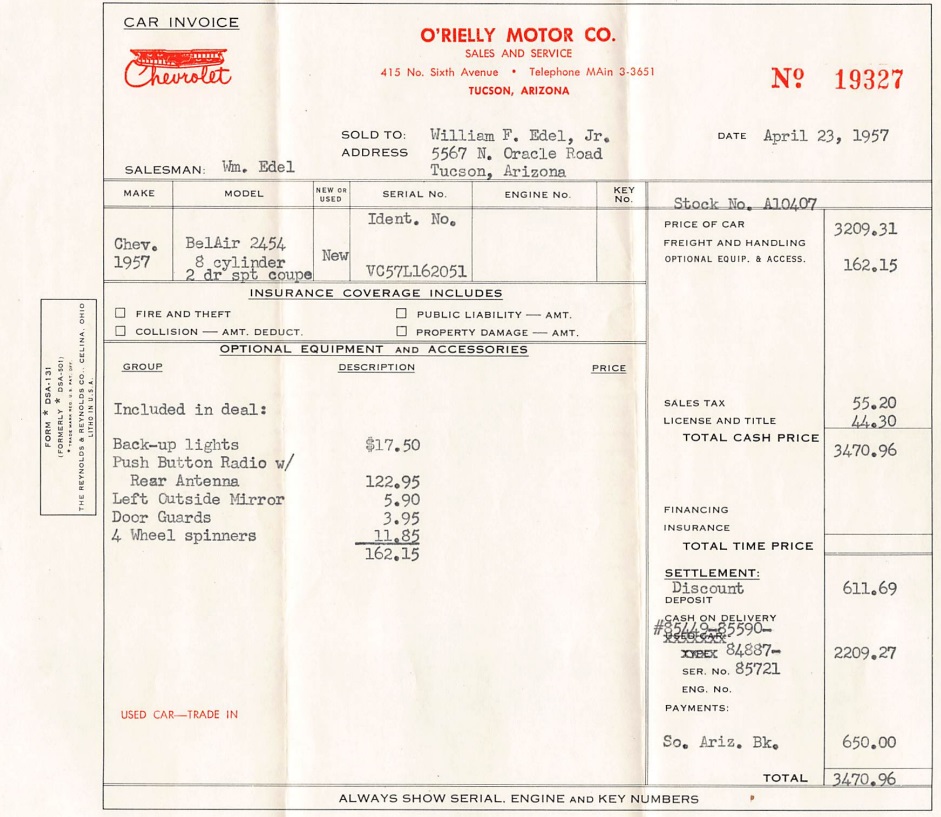 CAR INVOICE
Chevrolet
O'RIELLY MOTOR CO.
SALES AND SERVICE
415 No. Sixth Avenue • Telephone MAin 3-3651
TUCSON, ARIZONA
Nº 19327
SOLD TO: William F. Edel, Jr.
ADDRESS 5567 N. Oracle Road
Tucson, Arizona
DATE April 23, 1957
SALESMAN: Wm. Edel
MAKE MODEL NEW OR USED SERIAL No. ENGINE No. KEY No.
Ident. No.
Chev. BelAir 2454
1957 8 cylinder New
2 dr spt coupe VC57L162051
Stock No. A10407
PRICE OF CAR 3209.31
FREIGHT AND HANDLING
OPTIONAL EQUIP. & ACCESS. 162.15
INSURANCE COVERAGE INCLUDES
☐ FIRE AND THEFT ☐ PUBLIC LIABILITY — AMT.
☐ COLLISION — AMT. DEDUCT. ☐ PROPERTY DAMAGE — AMT.
OPTIONAL EQUIPMENT AND ACCESSORIES
GROUP DESCRIPTION PRICE
Included in deal:
Back-up lights $17.50
Push Button Radio w/
Rear Antenna 122.95
Left Outside Mirror 5.90
Door Guards 3.95
4 Wheel spinners 11.85
162.15
USED CAR—TRADE IN
SALES TAX 55.20
LICENSE AND TITLE 44.30
TOTAL CASH PRICE 3470.96
FINANCING
INSURANCE
TOTAL TIME PRICE
SETTLEMENT:
Discount 611.69
DEPOSIT
CASH ON DELIVERY
#85449-85590-
84887- 2209.27
SER. No. 85721
ENG. No.
PAYMENTS:
So. Ariz. Bk. 650.00
TOTAL 3470.96
ALWAYS SHOW SERIAL, ENGINE AND KEY NUMBERS
FORM * DSA-131
(FORMERLY * DSA-301)
THE REYNOLDS & REYNOLDS CO., CELINA, OHIO
LITHO IN U.S.A.